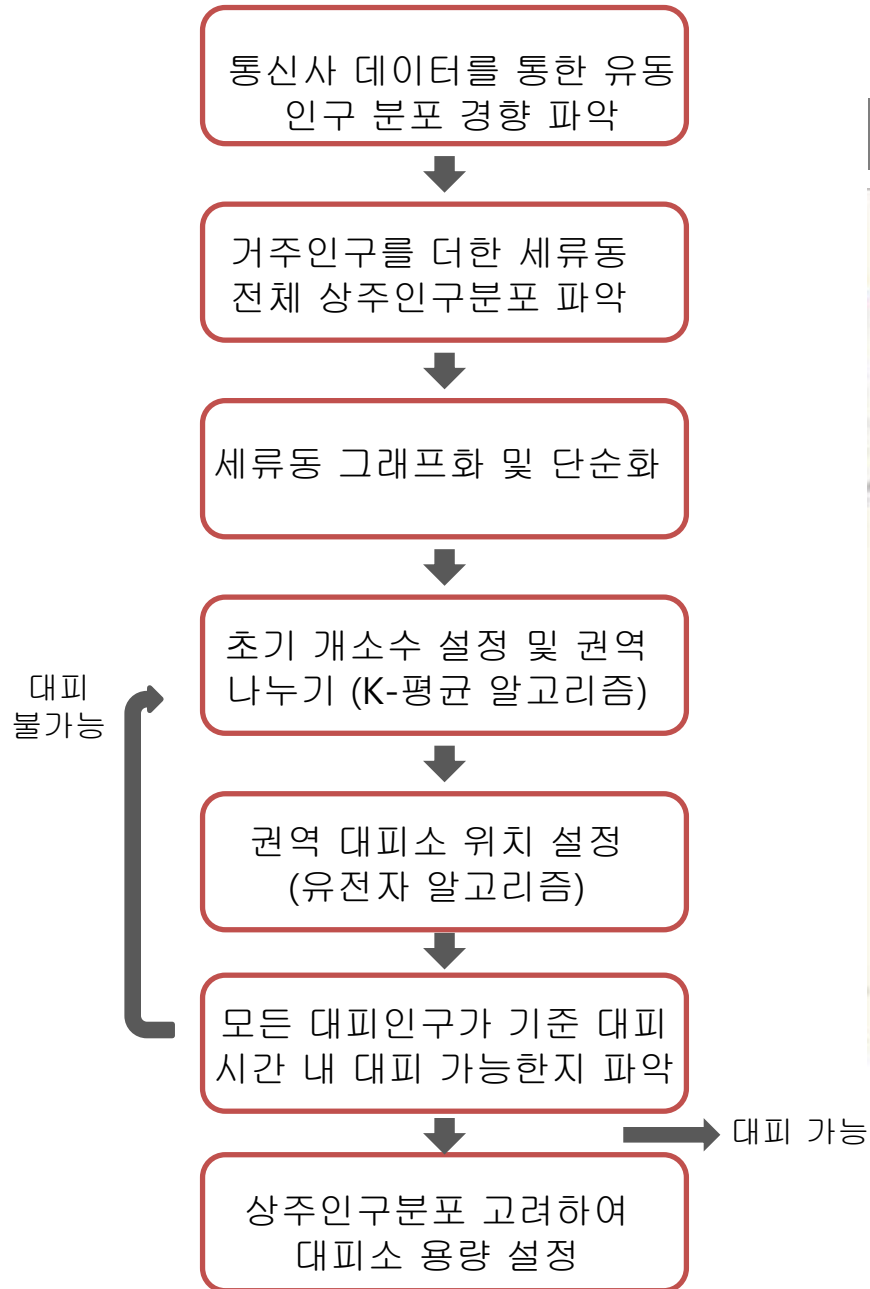 통신사 데이터를 통한 유동
인구 분포 경향 파악
거주인구를 더한 세류동
전체 상주인구분포 파악
세류동 그래프화 및 단순화
초기 개소수 설정 및 권역
나누기 (K-평균 알고리즘)
대피
불가능
권역 대피소 위치 설정
(유전자 알고리즘)
모든 대피인구가 기준 대피
시간 내 대피 가능한지 파악
대피 가능
상주인구분포 고려하여
대피소 용량 설정